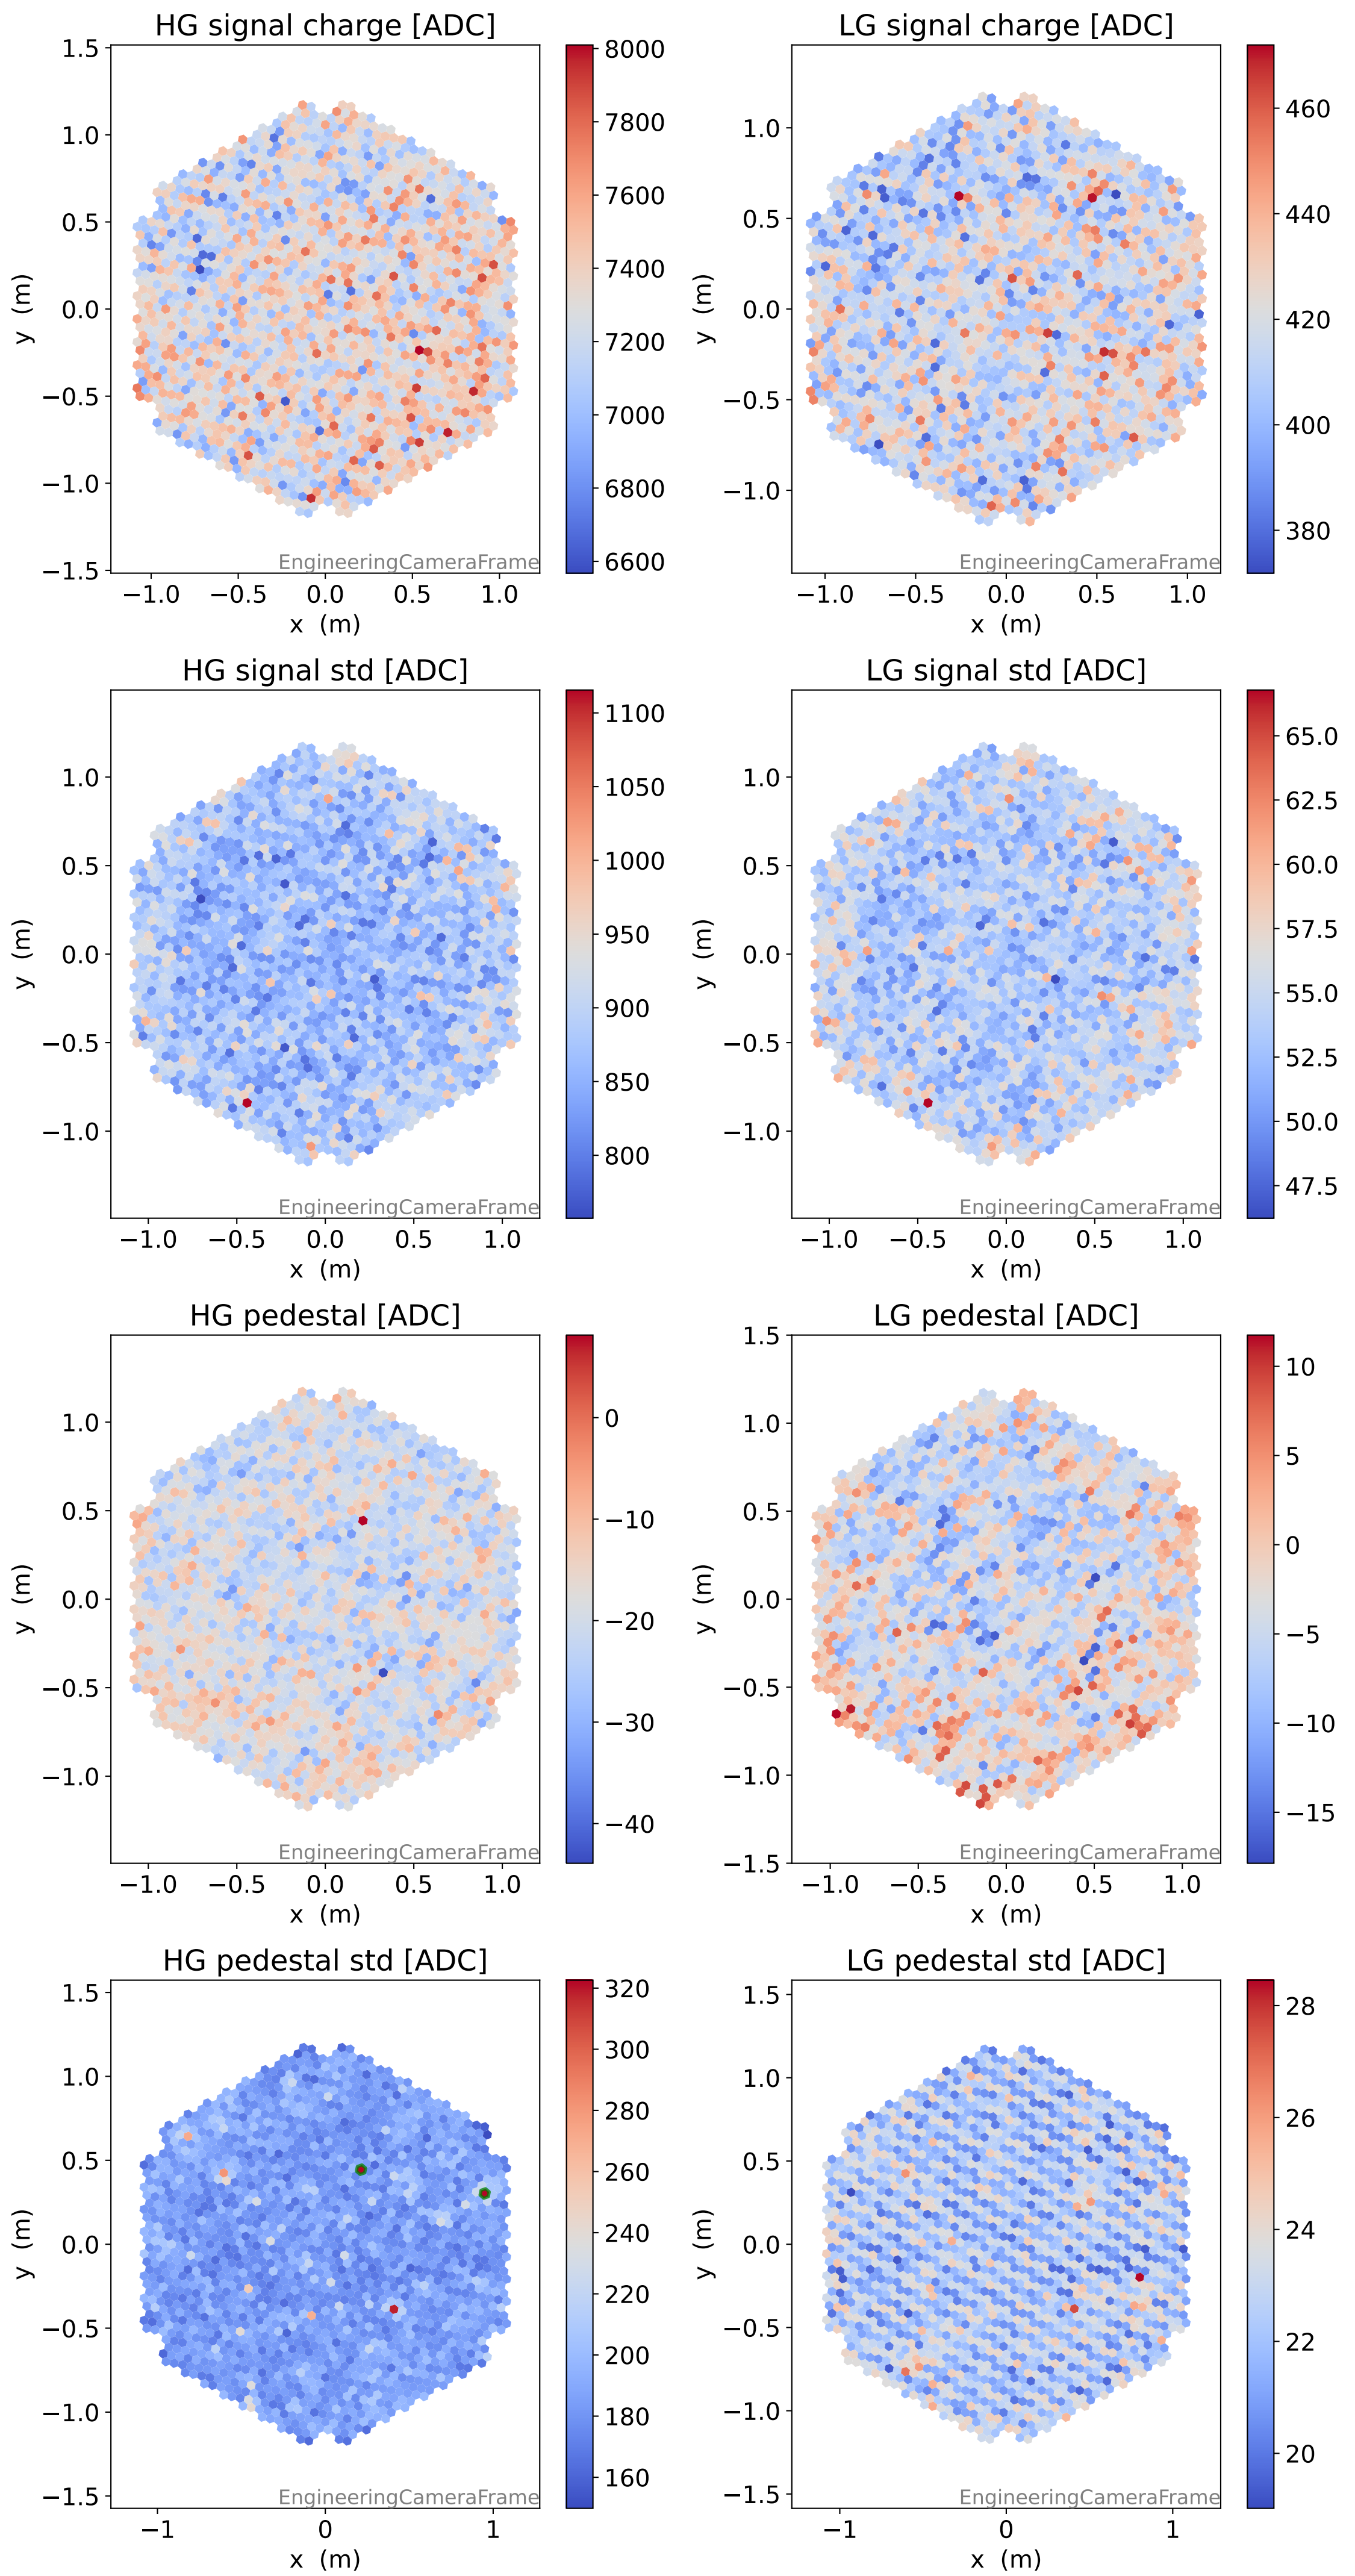 HG signal charge [ADC]
1.5
1.0
0.5
0.0
−0.5
−1.0
−1.5
y (m)
−1.0 −0.5 0.0 0.5 1.0
x (m)
EngineeringCameraFrame
8000
7800
7600
7400
7200
7000
6800
6600
LG signal charge [ADC]
1.0
0.5
0.0
−0.5
−1.0
y (m)
−1.0 −0.5 0.0 0.5 1.0
x (m)
EngineeringCameraFrame
460
440
420
400
380
HG signal std [ADC]
1.0
0.5
0.0
−0.5
−1.0
y (m)
−1.0 −0.5 0.0 0.5 1.0
x (m)
EngineeringCameraFrame
1100
1050
1000
950
900
850
800
LG signal std [ADC]
1.0
0.5
0.0
−0.5
−1.0
y (m)
−1.0 −0.5 0.0 0.5 1.0
x (m)
EngineeringCameraFrame
65.0
62.5
60.0
57.5
55.0
52.5
50.0
47.5
HG pedestal [ADC]
1.0
0.5
0.0
−0.5
−1.0
y (m)
−1.0 −0.5 0.0 0.5 1.0
x (m)
EngineeringCameraFrame
0
−10
−20
−30
−40
LG pedestal [ADC]
1.5
1.0
0.5
0.0
−0.5
−1.0
−1.5
y (m)
−1.0 −0.5 0.0 0.5 1.0
x (m)
EngineeringCameraFrame
10
5
0
−5
−10
−15
HG pedestal std [ADC]
1.5
1.0
0.5
0.0
−0.5
−1.0
−1.5
y (m)
−1 0 1
x (m)
EngineeringCameraFrame
320
300
280
260
240
220
200
180
160
LG pedestal std [ADC]
1.5
1.0
0.5
0.0
−0.5
−1.0
−1.5
y (m)
−1 0 1
x (m)
EngineeringCameraFrame
28
26
24
22
20